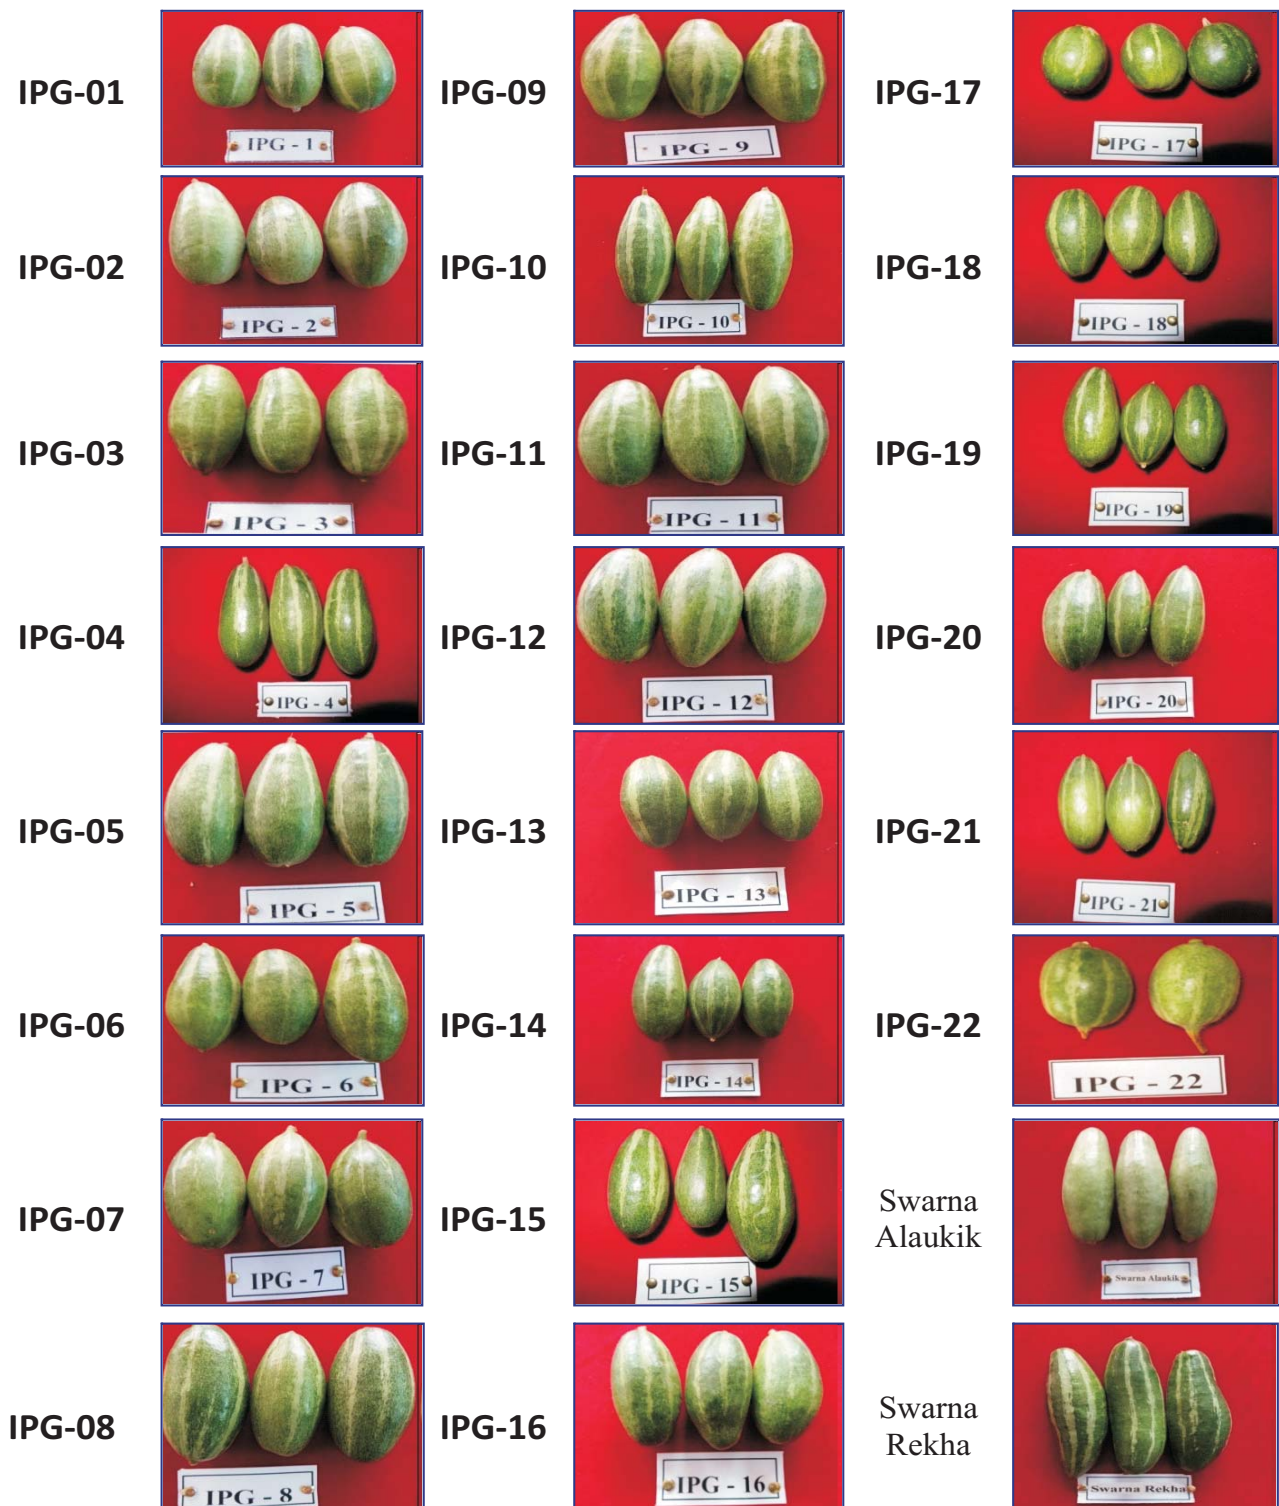 IPG-01
IPG - 1
IPG-09
IPG - 9
IPG-17
IPG - 17
IPG-02
IPG - 2
IPG-10
IPG - 10
IPG-18
IPG - 18
IPG-03
IPG - 3
IPG-11
IPG - 11
IPG-19
IPG - 19
IPG-04
IPG - 4
IPG-12
IPG - 12
IPG-20
IPG - 20
IPG-05
IPG - 5
IPG-13
IPG - 13
IPG-21
IPG - 21
IPG-06
IPG - 6
IPG-14
IPG - 14
IPG-22
IPG - 22
IPG-07
IPG - 7
IPG-15
IPG - 15
Swarna
Alaukik
Swarna Alaukik
IPG-08
IPG - 8
IPG-16
IPG - 16
Swarna
Rekha
Swarna Rekha